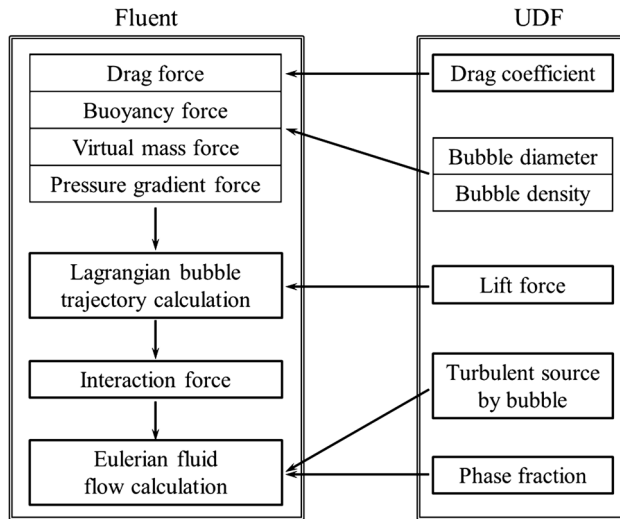 Fluent
Drag force
Buoyancy force
Virtual mass force
Pressure gradient force
Lagrangian bubble
trajectory calculation
Interaction force
Eulerian fluid
flow calculation
UDF
Drag coefficient
Bubble diameter
Bubble density
Lift force
Turbulent source
by bubble
Phase fraction